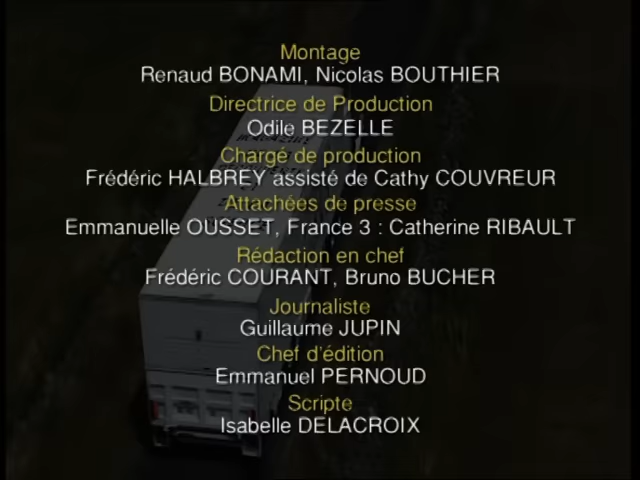 Montage
Renaud BONAMI, Nicolas BOUTHIER
Directrice de Production
Odile BEZELLE
Chargé de production
Frédéric HALBREY assisté de Cathy COUVREUR
Attachées de presse
Emmanuelle OUSSET, France 3 : Catherine RIBAULT
Rédaction en chef
Frédéric COURANT, Bruno BUCHER
Journaliste
Guillaume JUPIN
Chef d'édition
Emmanuel PERNOUD
Scripte
Isabelle DELACROIX